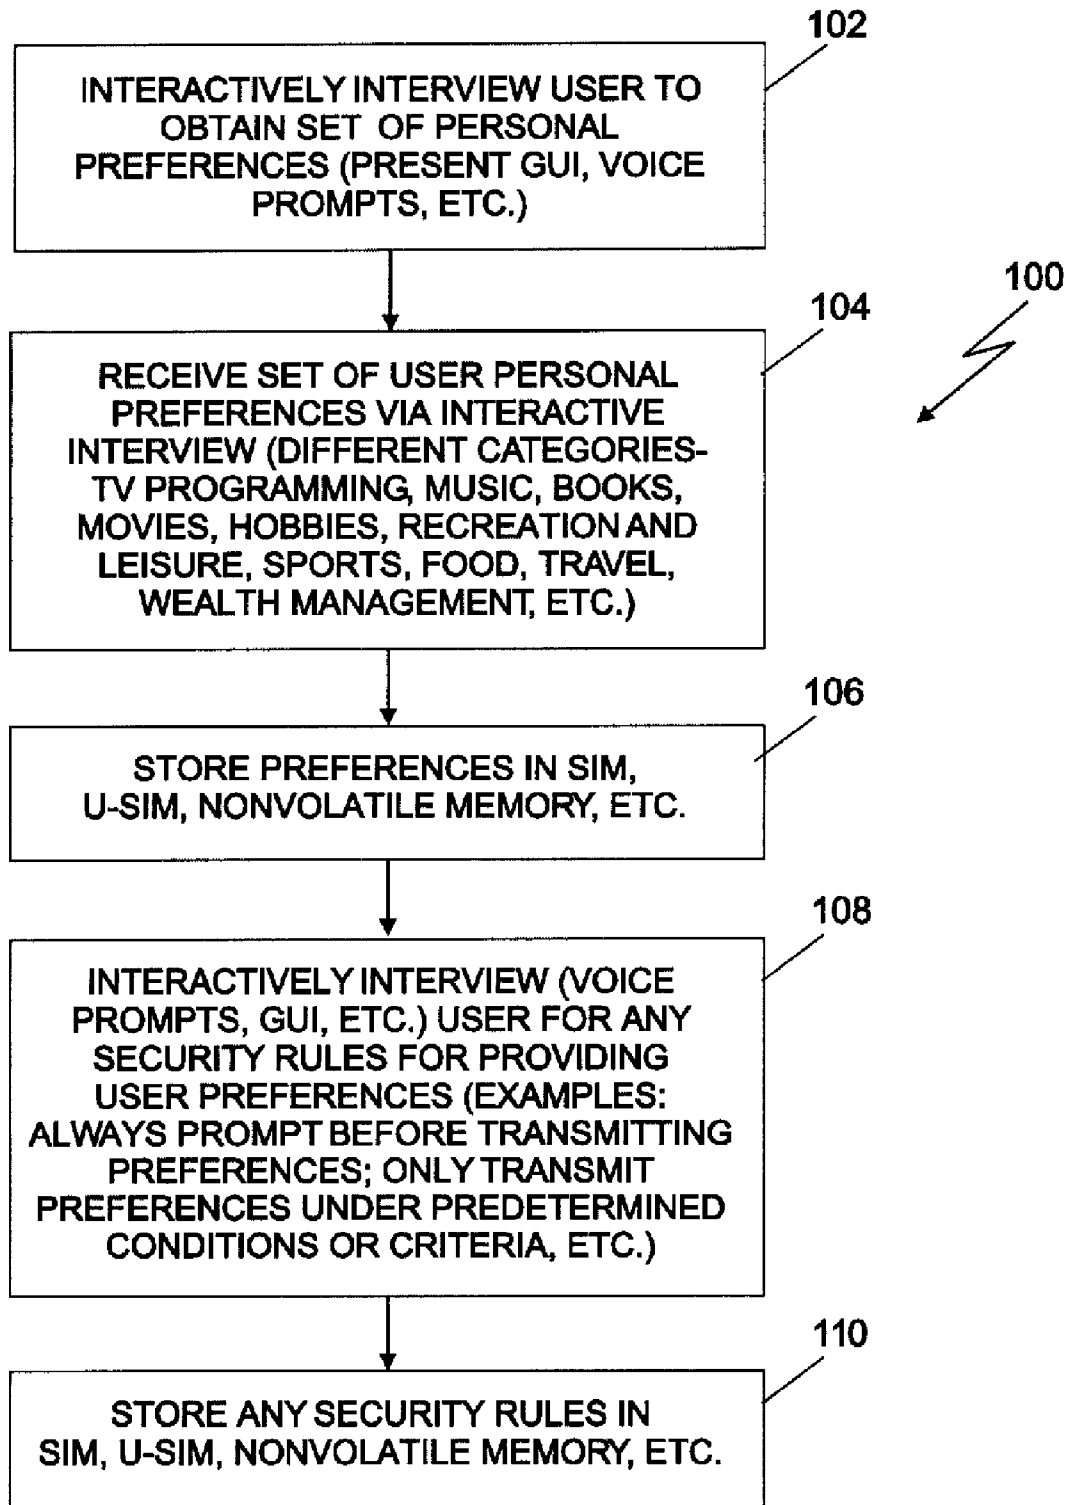 102
INTERACTIVELY INTERVIEW USER TO
OBTAIN SET OF PERSONAL
PREFERENCES (PRESENT GUI, VOICE
PROMPTS, ETC.)
100
104
RECEIVE SET OF USER PERSONAL
PREFERENCES VIA INTERACTIVE
INTERVIEW (DIFFERENT CATEGORIES-
TV PROGRAMMING, MUSIC, BOOKS,
MOVIES, HOBBIES, RECREATION AND
LEISURE, SPORTS, FOOD, TRAVEL,
WEALTH MANAGEMENT, ETC.)
106
STORE PREFERENCES IN SIM,
U-SIM, NONVOLATILE MEMORY, ETC.
108
INTERACTIVELY INTERVIEW (VOICE
PROMPTS, GUI, ETC.) USER FOR ANY
SECURITY RULES FOR PROVIDING
USER PREFERENCES (EXAMPLES:
ALWAYS PROMPT BEFORE TRANSMITTING
PREFERENCES; ONLY TRANSMIT
PREFERENCES UNDER PREDETERMINED
CONDITIONS OR CRITERIA, ETC.)
110
STORE ANY SECURITY RULES IN
SIM, U-SIM, NONVOLATILE MEMORY, ETC.